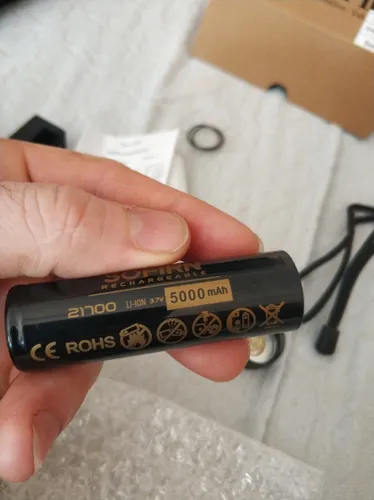 SOFIRN
RECHARGEABLE
21700 LI-ION 3.7V 5000 mAh
CE ROHS